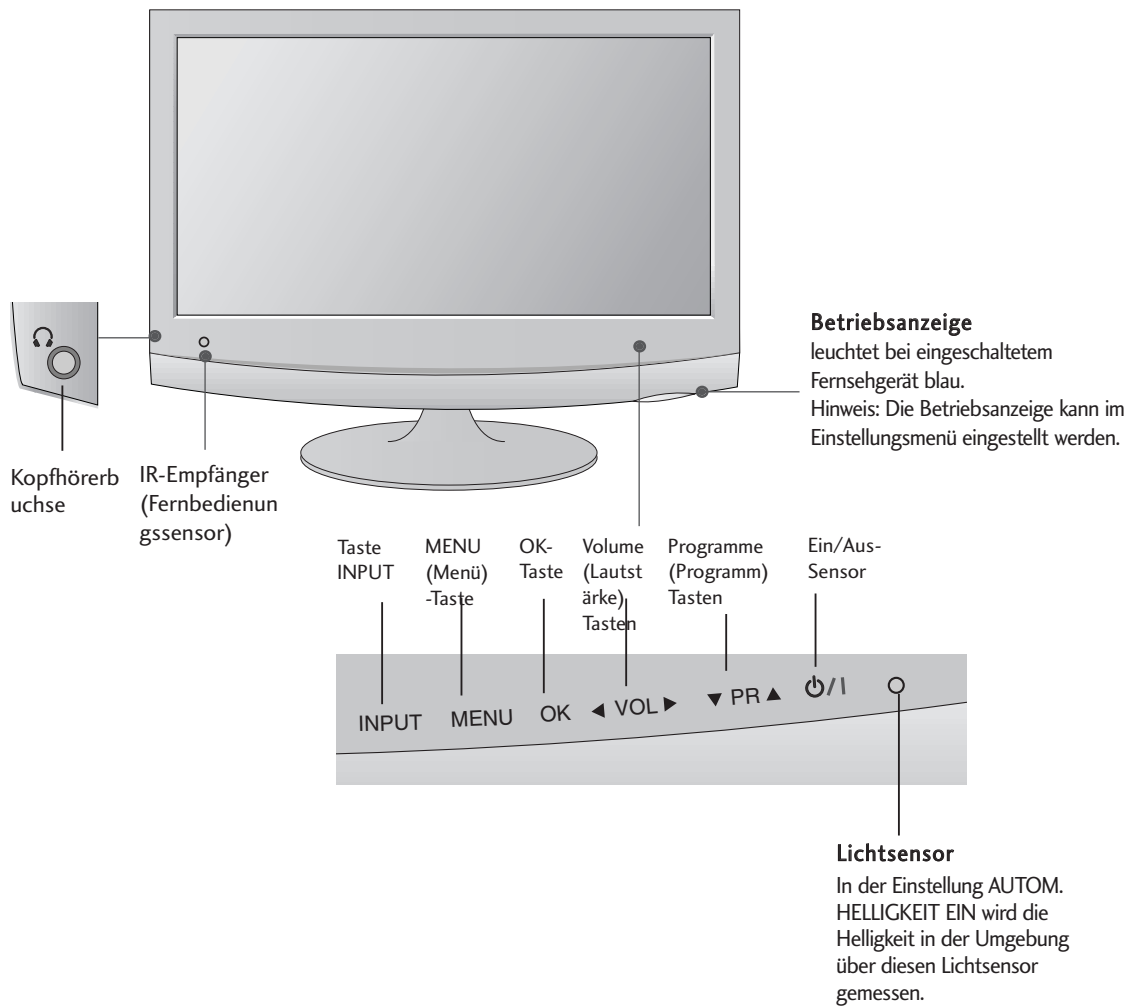 Betriebsanzeige
leuchtet bei eingeschaltetem
Fernsehgerät blau.
Hinweis: Die Betriebsanzeige kann im
Einstellungsmenü eingestellt werden.
Kopfhörerb
uchse
IR-Empfänger
(Fernbedienun
gssensor)
Taste
INPUT
MENU
(Menü)
-Taste
OK-
Taste
Volume
(Lautst
ärke)
Tasten
Programme
(Programm)
Tasten
Ein/Aus-
Sensor
INPUT MENU OK ◄ VOL ► ▼ PR ▲ ⏻/I
Lichtsensor
In der Einstellung AUTOM.
HELLIGKEIT EIN wird die
Helligkeit in der Umgebung
über diesen Lichtsensor
gemessen.